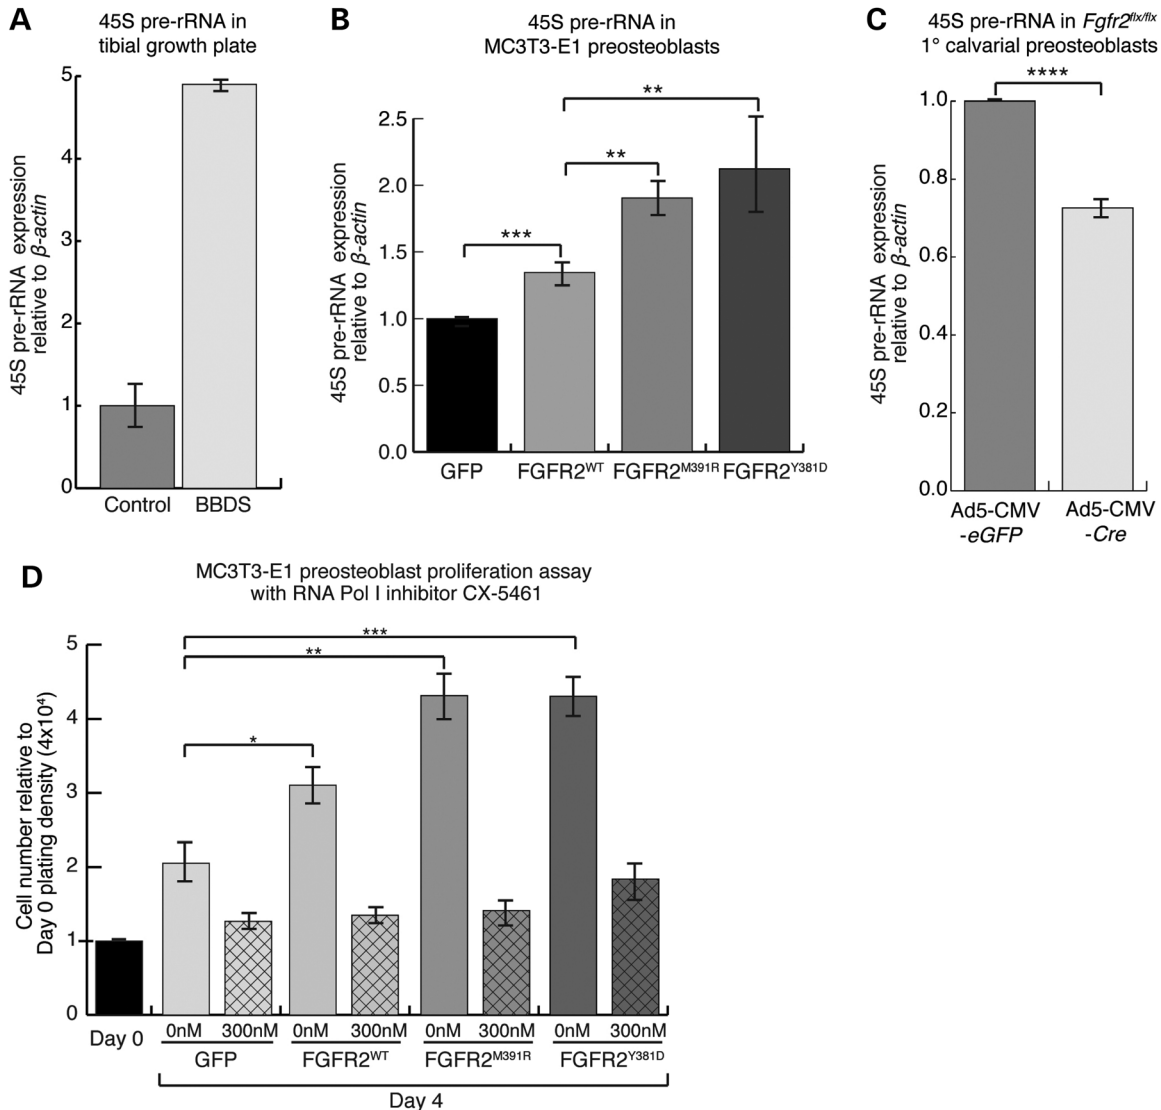 A
45S pre-rRNA in
tibial growth plate
45S pre-rRNA expression
relative to β-actin
5
4
3
2
1
0
Control BBDS
B
45S pre-rRNA in
MC3T3-E1 preosteoblasts
45S pre-rRNA expression
relative to β-actin
2.5
2.0
1.5
1.0
0.5
0.0
**
**
***
GFP FGFR2WT FGFR2M391R FGFR2Y381D
C
45S pre-rRNA in Fgfr2flx/flx
1° calvarial preosteoblasts
****
45S pre-rRNA expression
relative to β-actin
1.0
0.8
0.6
0.4
0.2
0.0
Ad5-CMV
-eGFP
Ad5-CMV
-Cre
D
MC3T3-E1 preosteoblast proliferation assay
with RNA Pol I inhibitor CX-5461
Cell number relative to
Day 0 plating density (4x10⁴)
5
4
3
2
1
0
***
**
*
Day 0
0nM 300nM 0nM 300nM 0nM 300nM 0nM 300nM
GFP FGFR2WT FGFR2M391R FGFR2Y381D
Day 4